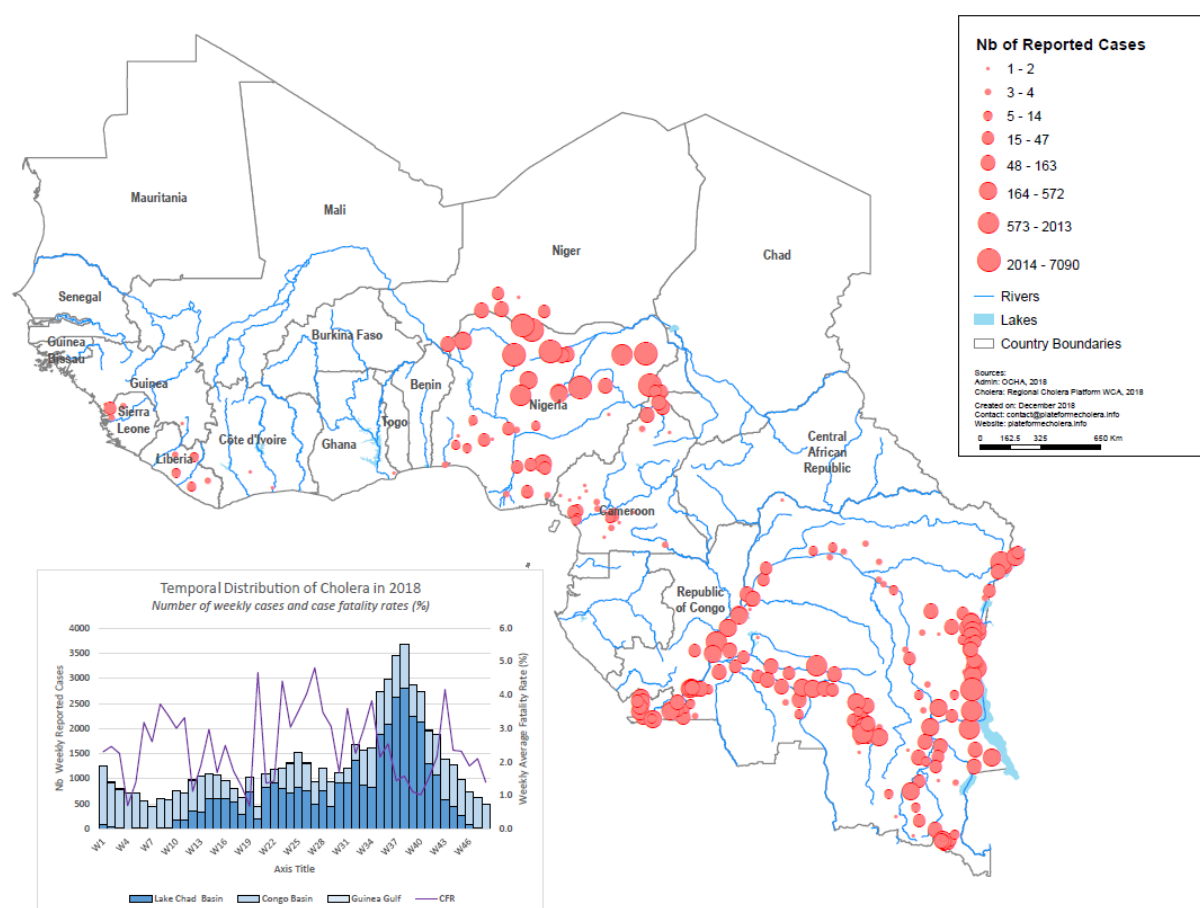 Nb of Reported Cases
1 - 2
3 - 4
5 - 14
15 - 47
48 - 163
164 - 572
573 - 2013
2014 - 7090
Rivers
Lakes
Country Boundaries
Sources:
Admin: OCHA, 2018
Cholera: Regional Cholera Platform WCA, 2018
Created on: December 2018
Contact: contact@plateformecholera.info
Website: plateformecholera.info
0 162.5 325 650 Km
Mauritania
Mali
Niger
Chad
Senegal
Guinea
Bissau
Burkina Faso
Guinea
Benin
Sierra
Leone
Nigeria
Togo
Côte d'Ivoire
Ghana
Liberia
Central
African
Republic
Cameroon
Republic
of Congo
Temporal Distribution of Cholera in 2018
Number of weekly cases and case fatality rates (%)
Nb Weekly Reported Cases
4000
3500
3000
2500
2000
1500
1000
500
0
6.0
5.0
4.0
3.0
2.0
1.0
0.0
Weekly Average Fatality Rate (%)
W1
W4
W7
W10
W13
W16
W19
W22
W25
W28
W31
W34
W37
W40
W43
W46
Axis Title
Lake Chad Basin
Congo Basin
Guinea Gulf
CFR